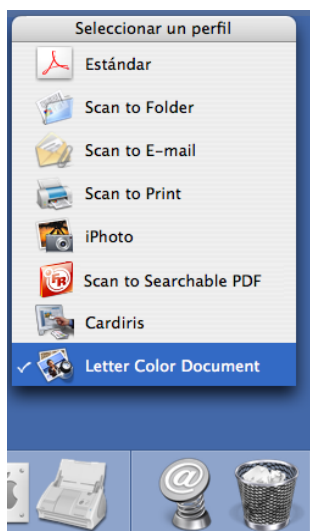 Seleccionar un perfil
Estándar
Scan to Folder
Scan to E-mail
Scan to Print
iPhoto
Scan to Searchable PDF
Cardiris
✓ Letter Color Document
@